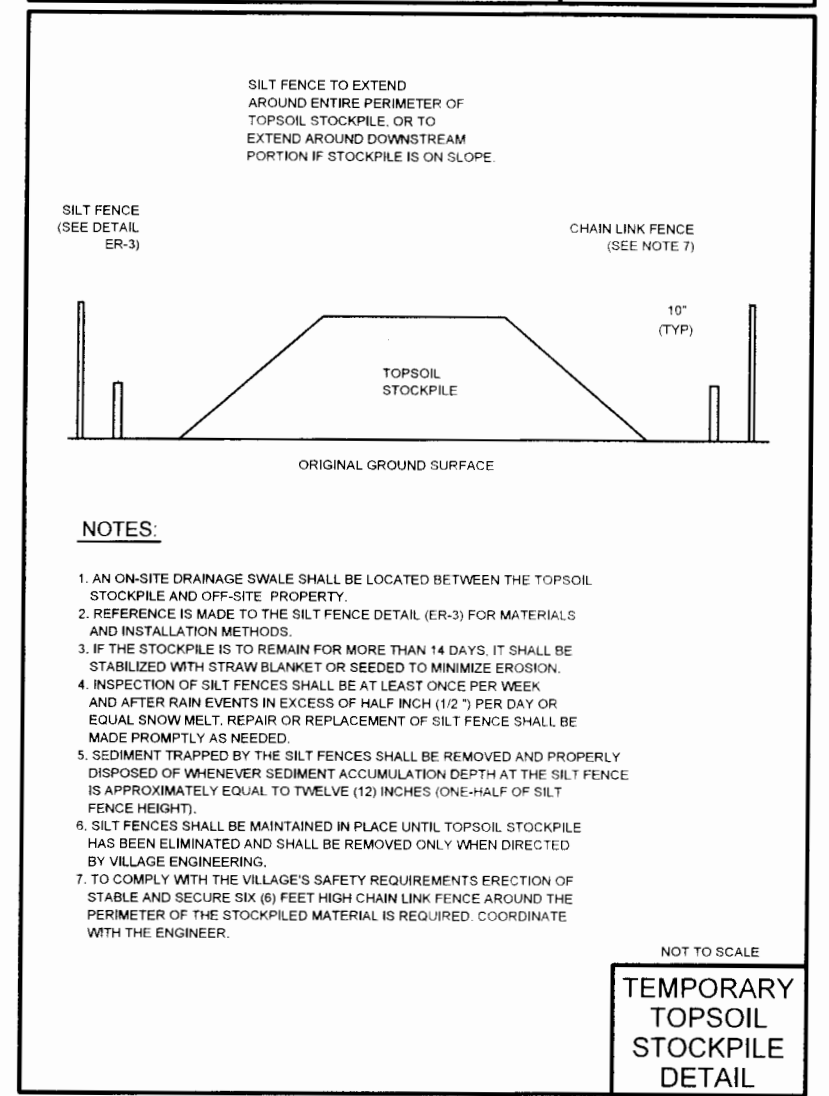 SILT FENCE TO EXTEND
AROUND ENTIRE PERIMETER OF
TOPSOIL STOCKPILE, OR TO
EXTEND AROUND DOWNSTREAM
PORTION IF STOCKPILE IS ON SLOPE.
SILT FENCE
(SEE DETAIL
ER-3)
CHAIN LINK FENCE
(SEE NOTE 7)
10"
(TYP)
TOPSOIL
STOCKPILE
ORIGINAL GROUND SURFACE
NOTES:
1. AN ON-SITE DRAINAGE SWALE SHALL BE LOCATED BETWEEN THE TOPSOIL
STOCKPILE AND OFF-SITE PROPERTY.
2. REFERENCE IS MADE TO THE SILT FENCE DETAIL (ER-3) FOR MATERIALS
AND INSTALLATION METHODS.
3. IF THE STOCKPILE IS TO REMAIN FOR MORE THAN 14 DAYS, IT SHALL BE
STABILIZED WITH STRAW BLANKET OR SEEDED TO MINIMIZE EROSION.
4. INSPECTION OF SILT FENCES SHALL BE AT LEAST ONCE PER WEEK
AND AFTER RAIN EVENTS IN EXCESS OF HALF INCH (1/2 ") PER DAY OR
EQUAL SNOW MELT. REPAIR OR REPLACEMENT OF SILT FENCE SHALL BE
MADE PROMPTLY AS NEEDED.
5. SEDIMENT TRAPPED BY THE SILT FENCES SHALL BE REMOVED AND PROPERLY
DISPOSED OF WHENEVER SEDIMENT ACCUMULATION DEPTH AT THE SILT FENCE
IS APPROXIMATELY EQUAL TO TWELVE (12) INCHES (ONE-HALF OF SILT
FENCE HEIGHT).
6. SILT FENCES SHALL BE MAINTAINED IN PLACE UNTIL TOPSOIL STOCKPILE
HAS BEEN ELIMINATED AND SHALL BE REMOVED ONLY WHEN DIRECTED
BY VILLAGE ENGINEERING.
7. TO COMPLY WITH THE VILLAGE'S SAFETY REQUIREMENTS ERECTION OF
STABLE AND SECURE SIX (6) FEET HIGH CHAIN LINK FENCE AROUND THE
PERIMETER OF THE STOCKPILED MATERIAL IS REQUIRED. COORDINATE
WITH THE ENGINEER.
NOT TO SCALE
TEMPORARY
TOPSOIL
STOCKPILE
DETAIL